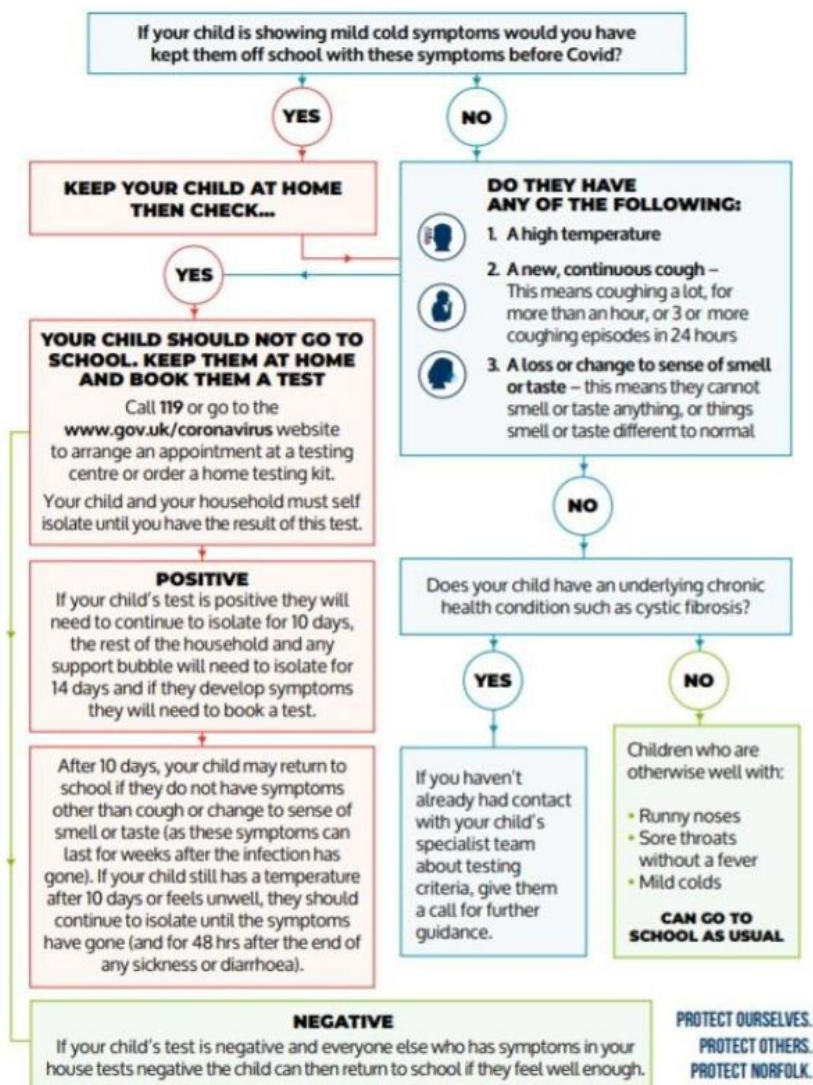 If your child is showing mild cold symptoms would you have
kept them off school with these symptoms before Covid?
YES
NO
KEEP YOUR CHILD AT HOME
THEN CHECK...
DO THEY HAVE
ANY OF THE FOLLOWING:
1. A high temperature
2. A new, continuous cough –
This means coughing a lot, for
more than an hour, or 3 or more
coughing episodes in 24 hours
3. A loss or change to sense of smell
or taste – this means they cannot
smell or taste anything, or things
smell or taste different to normal
YES
YOUR CHILD SHOULD NOT GO TO
SCHOOL. KEEP THEM AT HOME
AND BOOK THEM A TEST
Call 119 or go to the
www.gov.uk/coronavirus website
to arrange an appointment at a testing
centre or order a home testing kit.
Your child and your household must self
isolate until you have the result of this test.
POSITIVE
If your child's test is positive they will
need to continue to isolate for 10 days,
the rest of the household and any
support bubble will need to isolate for
14 days and if they develop symptoms
they will need to book a test.
After 10 days, your child may return to
school if they do not have symptoms
other than cough or change to sense of
smell or taste (as these symptoms can
last for weeks after the infection has
gone). If your child still has a temperature
after 10 days or feels unwell, they should
continue to isolate until the symptoms
have gone (and for 48 hrs after the end of
any sickness or diarrhoea).
NO
Does your child have an underlying chronic
health condition such as cystic fibrosis?
YES
If you haven't
already had contact
with your child's
specialist team
about testing
criteria, give them
a call for further
guidance.
NO
Children who are
otherwise well with:
• Runny noses
• Sore throats
without a fever
• Mild colds
CAN GO TO
SCHOOL AS USUAL
NEGATIVE
If your child's test is negative and everyone else who has symptoms in your
house tests negative the child can then return to school if they feel well enough.
PROTECT OURSELVES.
PROTECT OTHERS.
PROTECT NORFOLK.